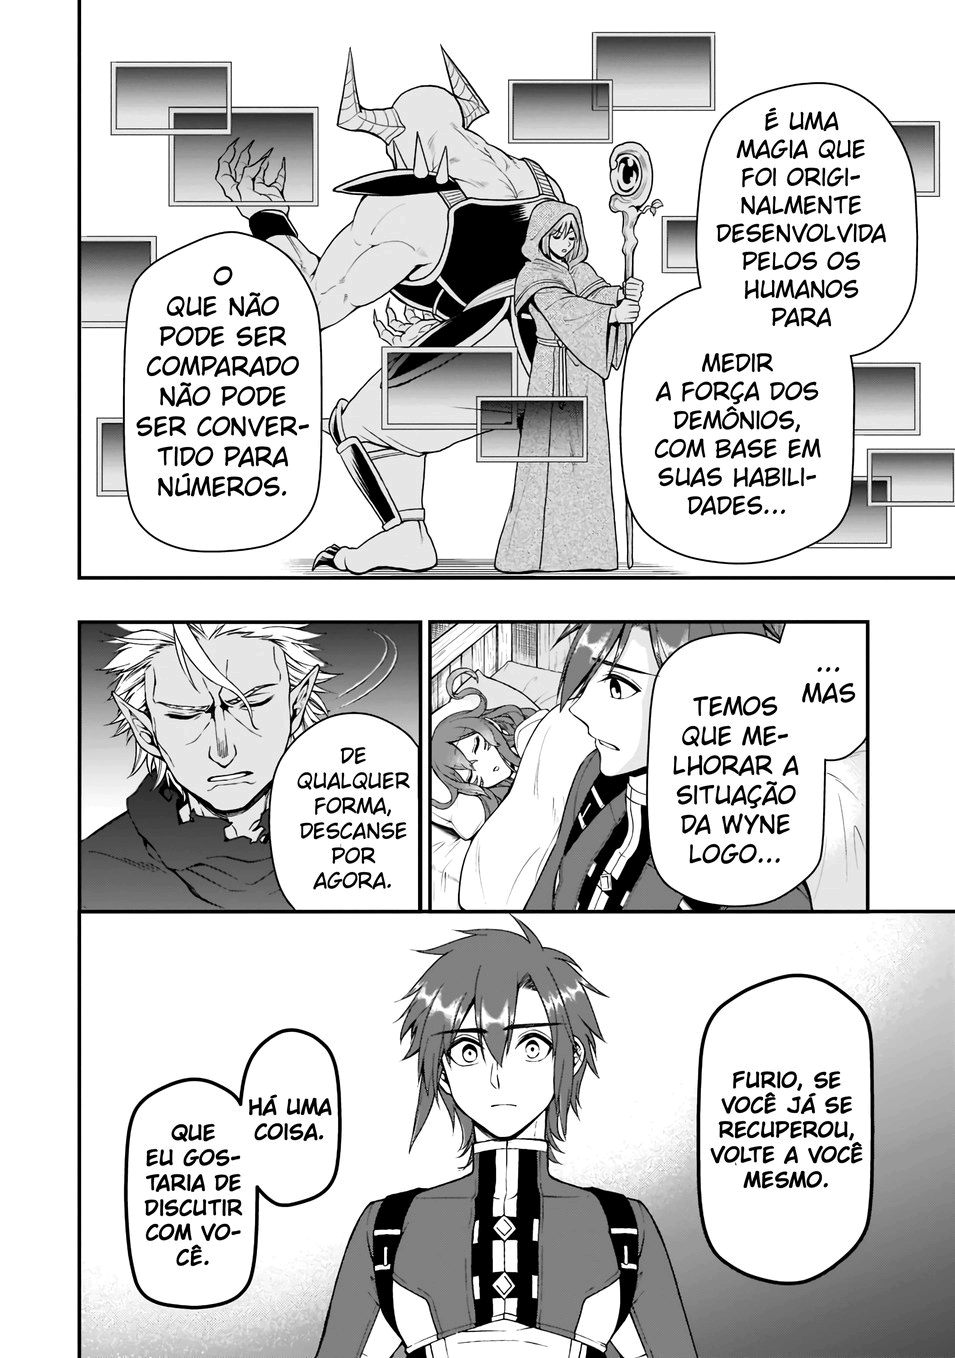 É UMA
MAGIA QUE
FOI ORIGI-
NALMENTE
DESENVOLVIDA
PELOS OS
HUMANOS
PARA
MEDIR
A FORÇA DOS
DEMÔNIOS,
COM BASE EM
SUAS HABILI-
DADES...
O
QUE NÃO
PODE SER
COMPARADO
NÃO PODE
SER CONVER-
TIDO PARA
NÚMEROS.
...
MAS
TEMOS
QUE ME-
LHORAR A
SITUAÇÃO
DA WYNE
LOGO...
DE
QUALQUER
FORMA,
DESCANSE
POR
AGORA.
FURIO, SE
VOCÊ JÁ SE
RECUPEROU,
VOLTE A VOCÊ
MESMO.
HÁ UMA
COISA.
QUE
EU GOS-
TARIA DE
DISCUTIR
COM VO-
CÊ.